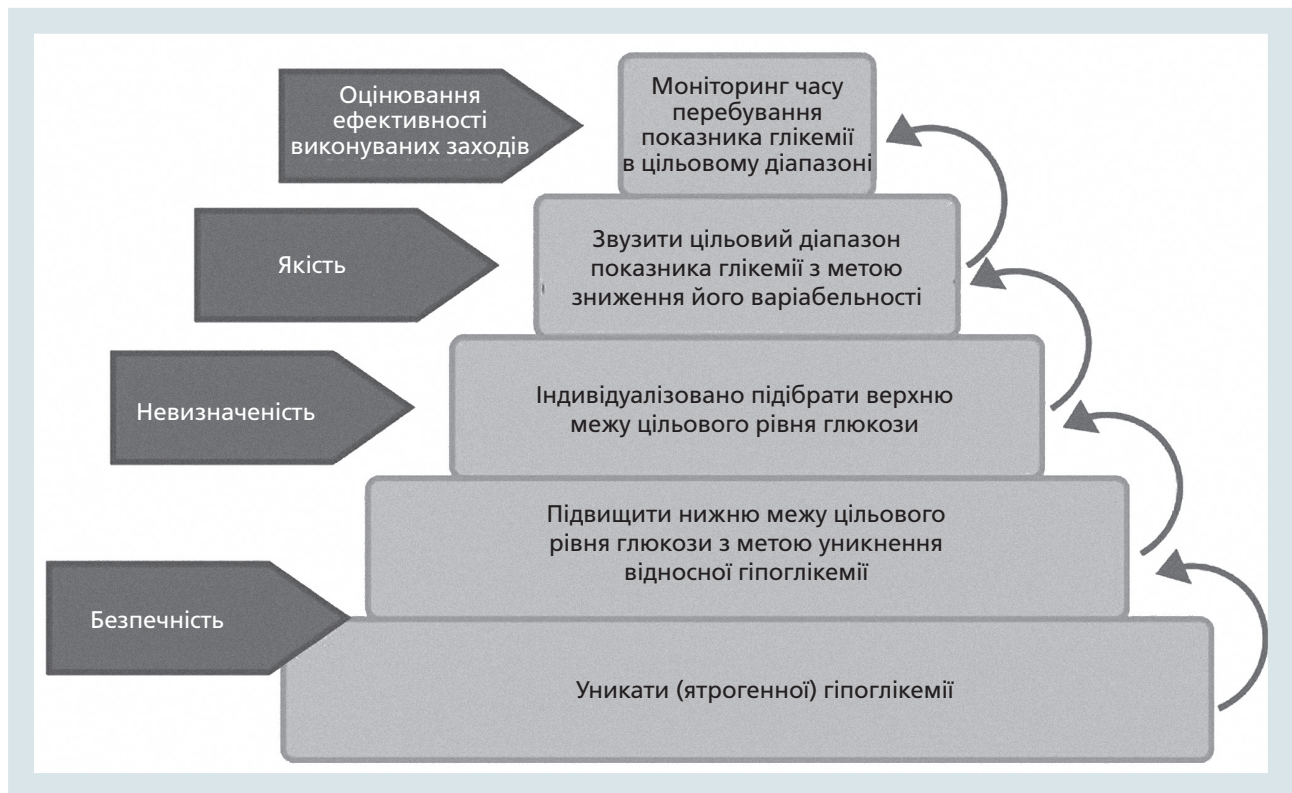 Оцінювання
ефективності
виконуваних заходів
Моніторинг часу
перебування
показника глікемії
в цільовому діапазоні
Якість
Звузити цільовий діапазон
показника глікемії з метою
зниження його варіабельності
Невизначеність
Індивідуалізовано підібрати верхню
межу цільового рівня глюкози
Підвищити нижню межу цільового
рівня глюкози з метою уникнення
відносної гіпоглікемії
Безпечність
Уникати (ятрогенної) гіпоглікемії